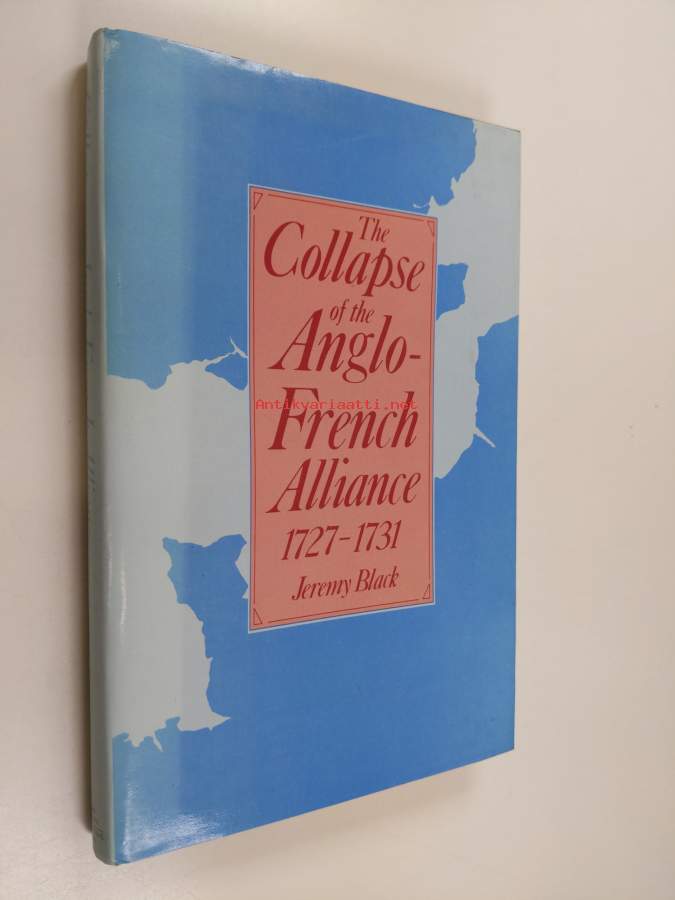 The
Collapse
of the
Anglo-
Antikvariaatti.net
French
Alliance
1727-1731
Jeremy Black